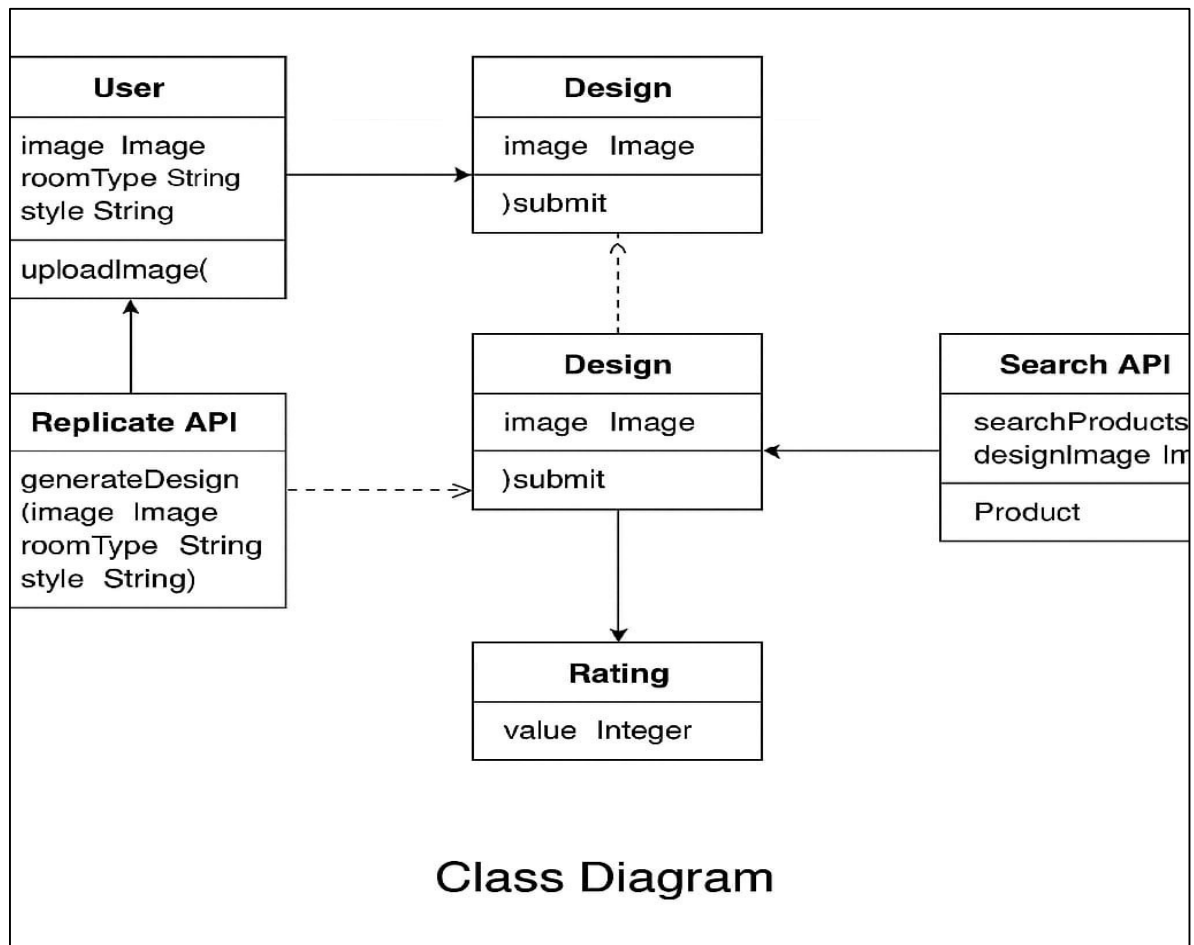 User
image Image
roomType String
style String
uploadImage(
Design
image Image
)submit
Replicate API
generateDesign
(image Image
roomType String
style String)
Design
image Image
)submit
Search API
searchProducts
designImage Im
Product
Rating
value Integer
Class Diagram